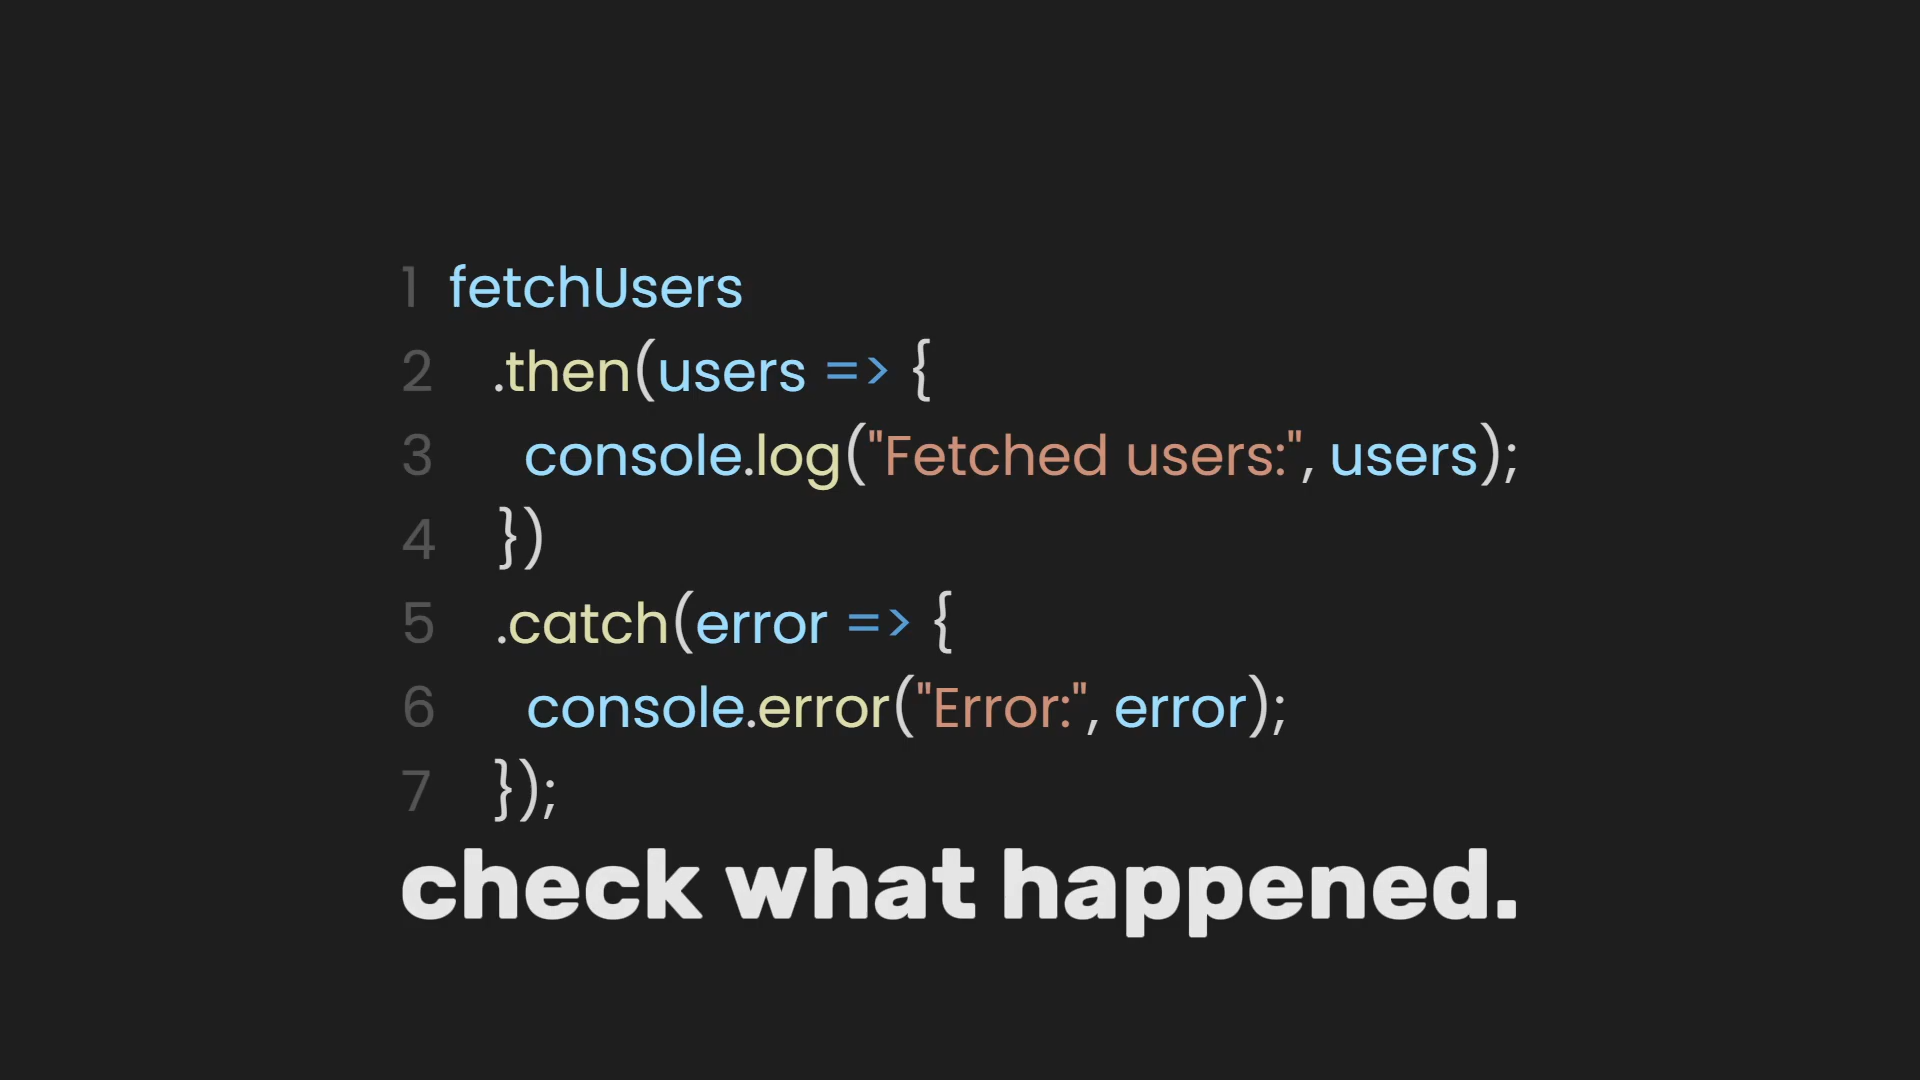 1 fetchUsers
2 .then(users => {
3 console.log("Fetched users:", users);
4 })
5 .catch(error => {
6 console.error("Error:", error);
7 });
check what happened.